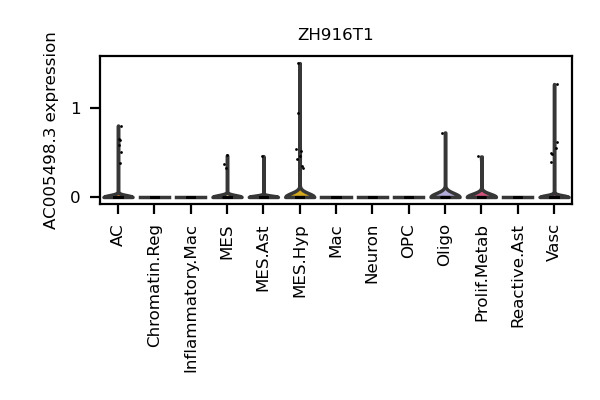 ZH916T1
AC005498.3 expression
1
0
AC
Chromatin.Reg
Inflammatory.Mac
MES
MES.Ast
MES.Hyp
Mac
Neuron
OPC
Oligo
Prolif.Metab
Reactive.Ast
Vasc